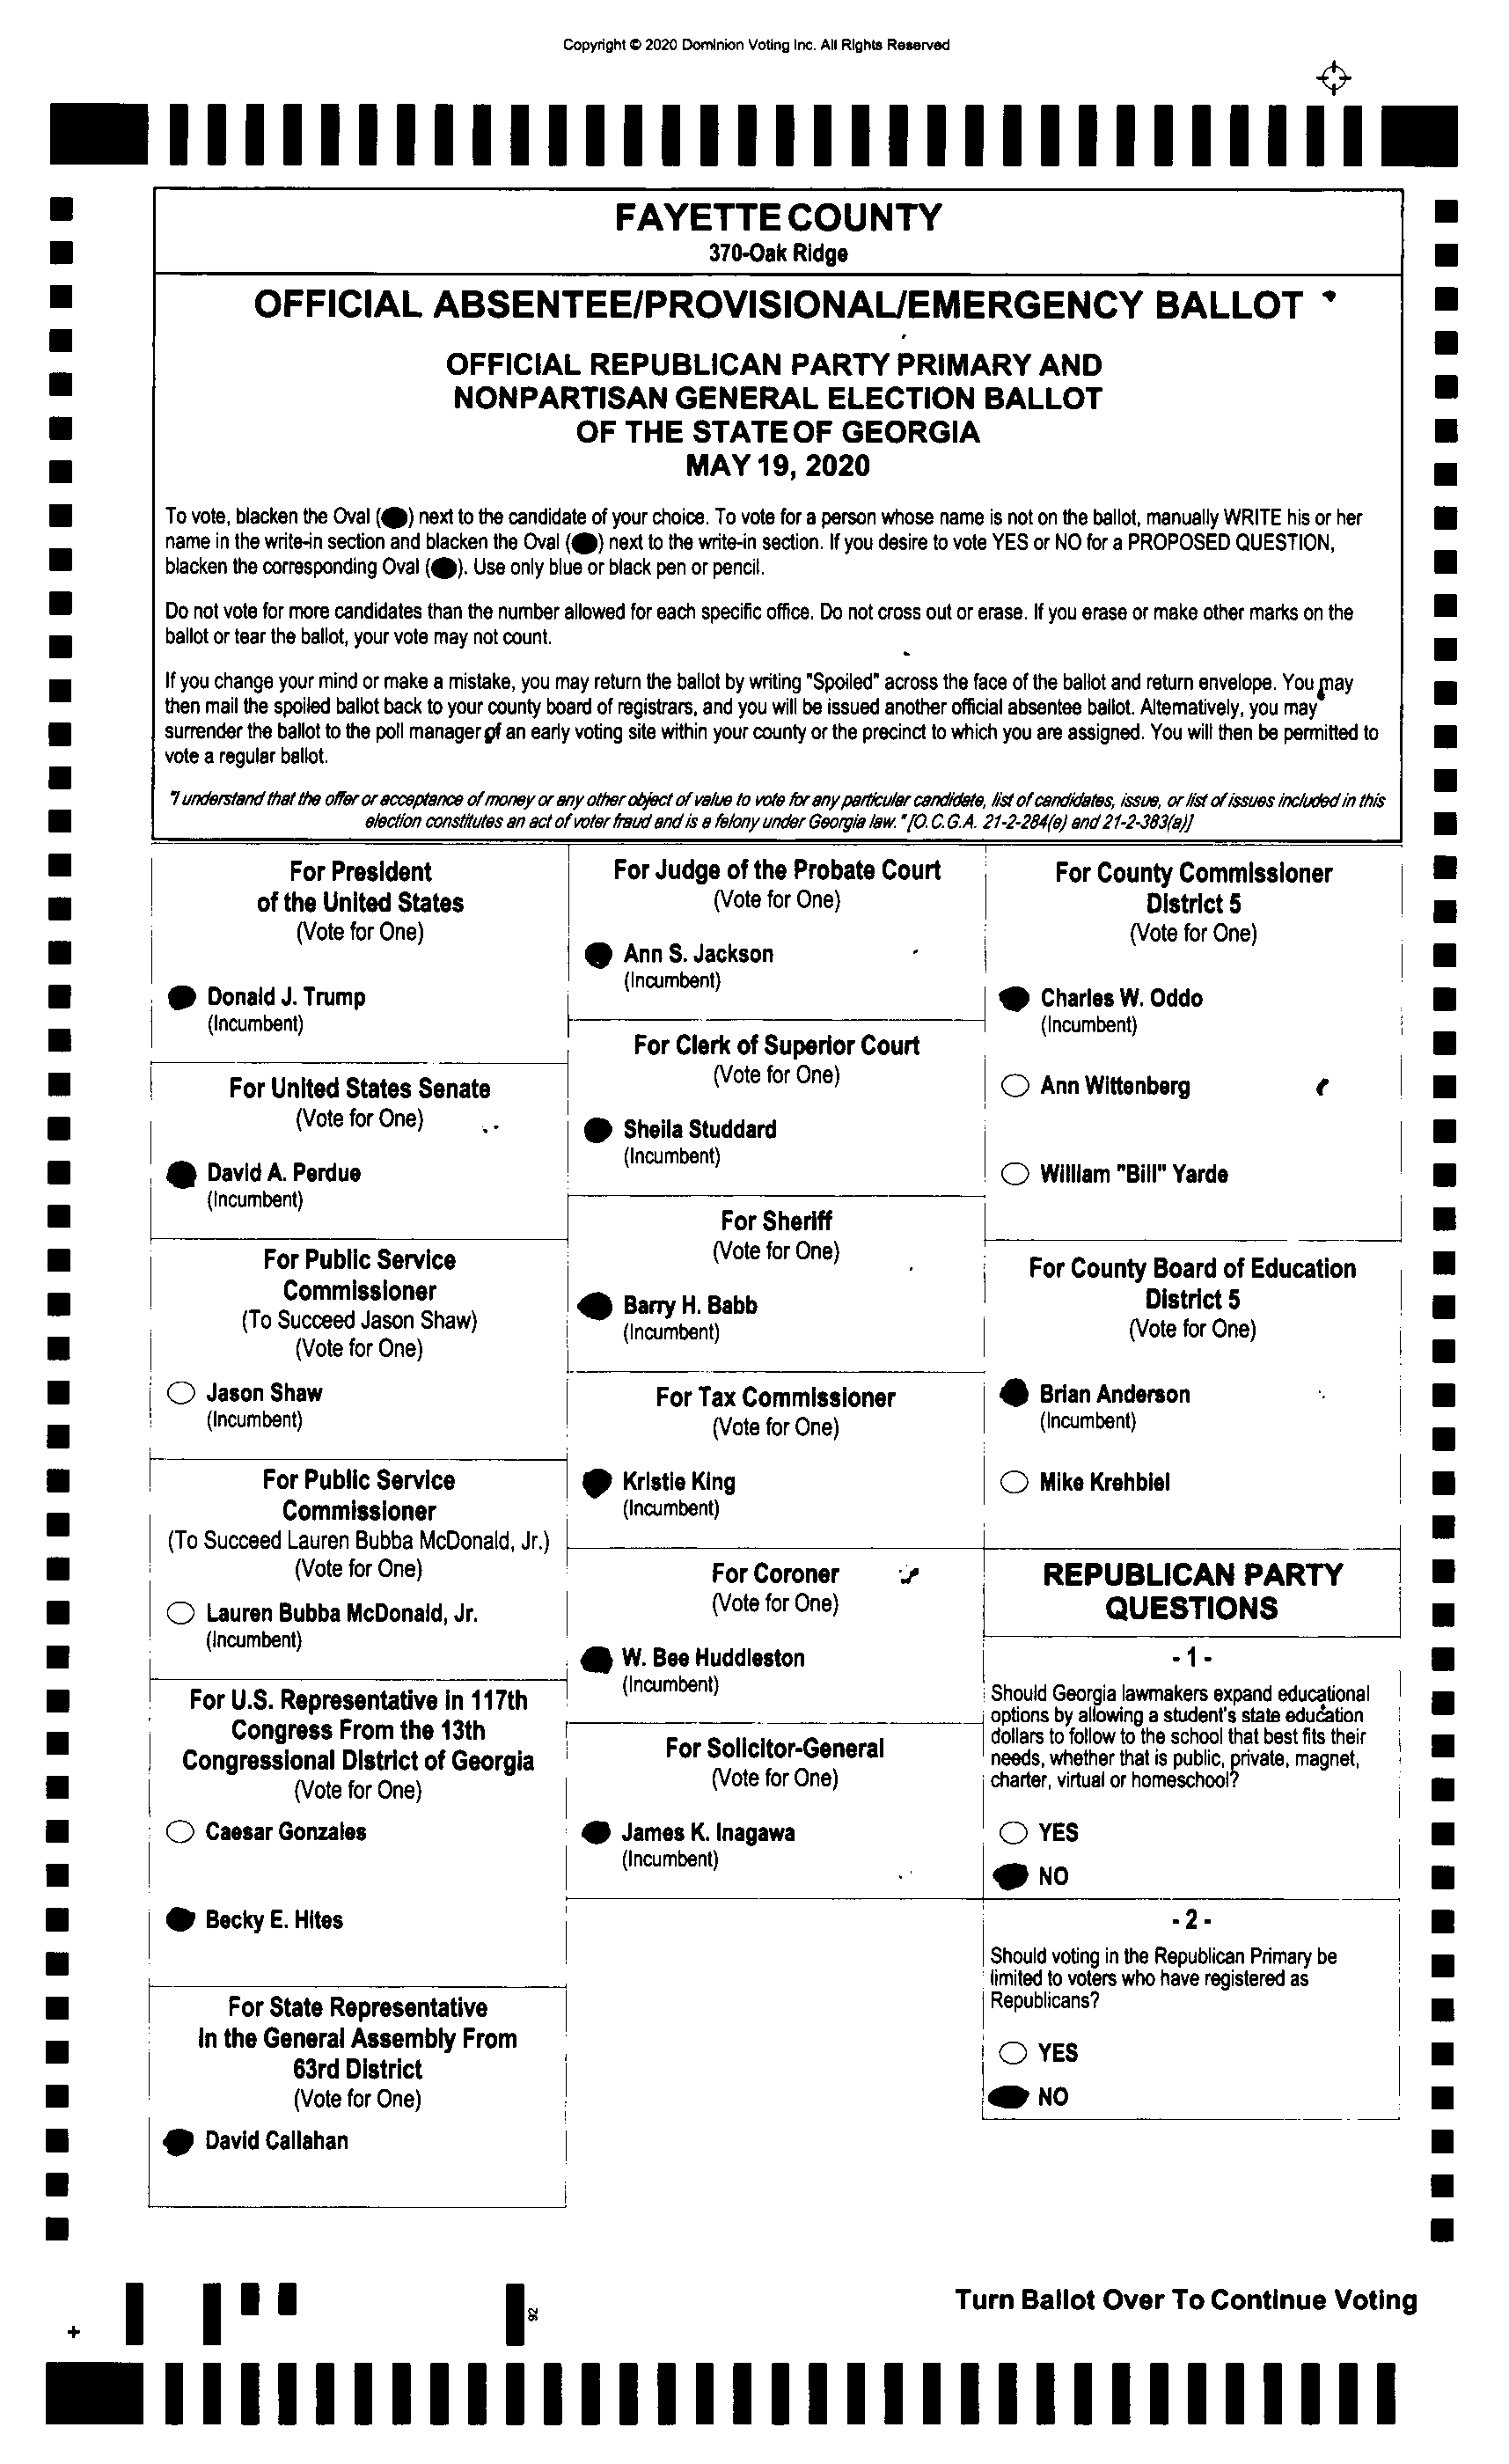 Copyright © 2020 Dominion Voting Inc. All Rights Reserved
FAYETTE COUNTY
370-Oak Ridge
OFFICIAL ABSENTEE/PROVISIONAL/EMERGENCY BALLOT
OFFICIAL REPUBLICAN PARTY PRIMARY AND
NONPARTISAN GENERAL ELECTION BALLOT
OF THE STATE OF GEORGIA
MAY 19, 2020
To vote, blacken the Oval (●) next to the candidate of your choice. To vote for a person whose name is not on the ballot, manually WRITE his or her
name in the write-in section and blacken the Oval (●) next to the write-in section. If you desire to vote YES or NO for a PROPOSED QUESTION,
blacken the corresponding Oval (●). Use only blue or black pen or pencil.
Do not vote for more candidates than the number allowed for each specific office. Do not cross out or erase. If you erase or make other marks on the
ballot or tear the ballot, your vote may not count.
If you change your mind or make a mistake, you may return the ballot by writing "Spoiled" across the face of the ballot and return envelope. You may
then mail the spoiled ballot back to your county board of registrars, and you will be issued another official absentee ballot. Alternatively, you may
surrender the ballot to the poll manager of an early voting site within your county or the precinct to which you are assigned. You will then be permitted to
vote a regular ballot.
"I understand that the offer or acceptance of money or any other object of value to vote for any particular candidate, list of candidates, issue, or list of issues included in this
election constitutes an act of voter fraud and is a felony under Georgia law." [O.C.G.A. 21-2-284(e) and 21-2-383(a)]
For President
of the United States
(Vote for One)
Donald J. Trump
(Incumbent)
For United States Senate
(Vote for One)
David A. Perdue
(Incumbent)
For Public Service
Commissioner
(To Succeed Jason Shaw)
(Vote for One)
Jason Shaw
(Incumbent)
For Public Service
Commissioner
(To Succeed Lauren Bubba McDonald, Jr.)
(Vote for One)
Lauren Bubba McDonald, Jr.
(Incumbent)
For U.S. Representative in 117th
Congress From the 13th
Congressional District of Georgia
(Vote for One)
Caesar Gonzales
Becky E. Hites
For State Representative
In the General Assembly From
63rd District
(Vote for One)
David Callahan
For Judge of the Probate Court
(Vote for One)
Ann S. Jackson
(Incumbent)
For Clerk of Superior Court
(Vote for One)
Sheila Studdard
(Incumbent)
For Sheriff
(Vote for One)
Barry H. Babb
(Incumbent)
For Tax Commissioner
(Vote for One)
Kristie King
(Incumbent)
For Coroner
(Vote for One)
W. Bee Huddleston
(Incumbent)
For Solicitor-General
(Vote for One)
James K. Inagawa
(Incumbent)
For County Commissioner
District 5
(Vote for One)
Charles W. Oddo
(Incumbent)
Ann Wittenberg
William "Bill" Yarde
For County Board of Education
District 5
(Vote for One)
Brian Anderson
(Incumbent)
Mike Krehbiel
REPUBLICAN PARTY
QUESTIONS
- 1 -
Should Georgia lawmakers expand educational
options by allowing a student's state education
dollars to follow to the school that best fits their
needs, whether that is public, private, magnet,
charter, virtual or homeschool?
YES
NO
- 2 -
Should voting in the Republican Primary be
limited to voters who have registered as
Republicans?
YES
NO
92
Turn Ballot Over To Continue Voting